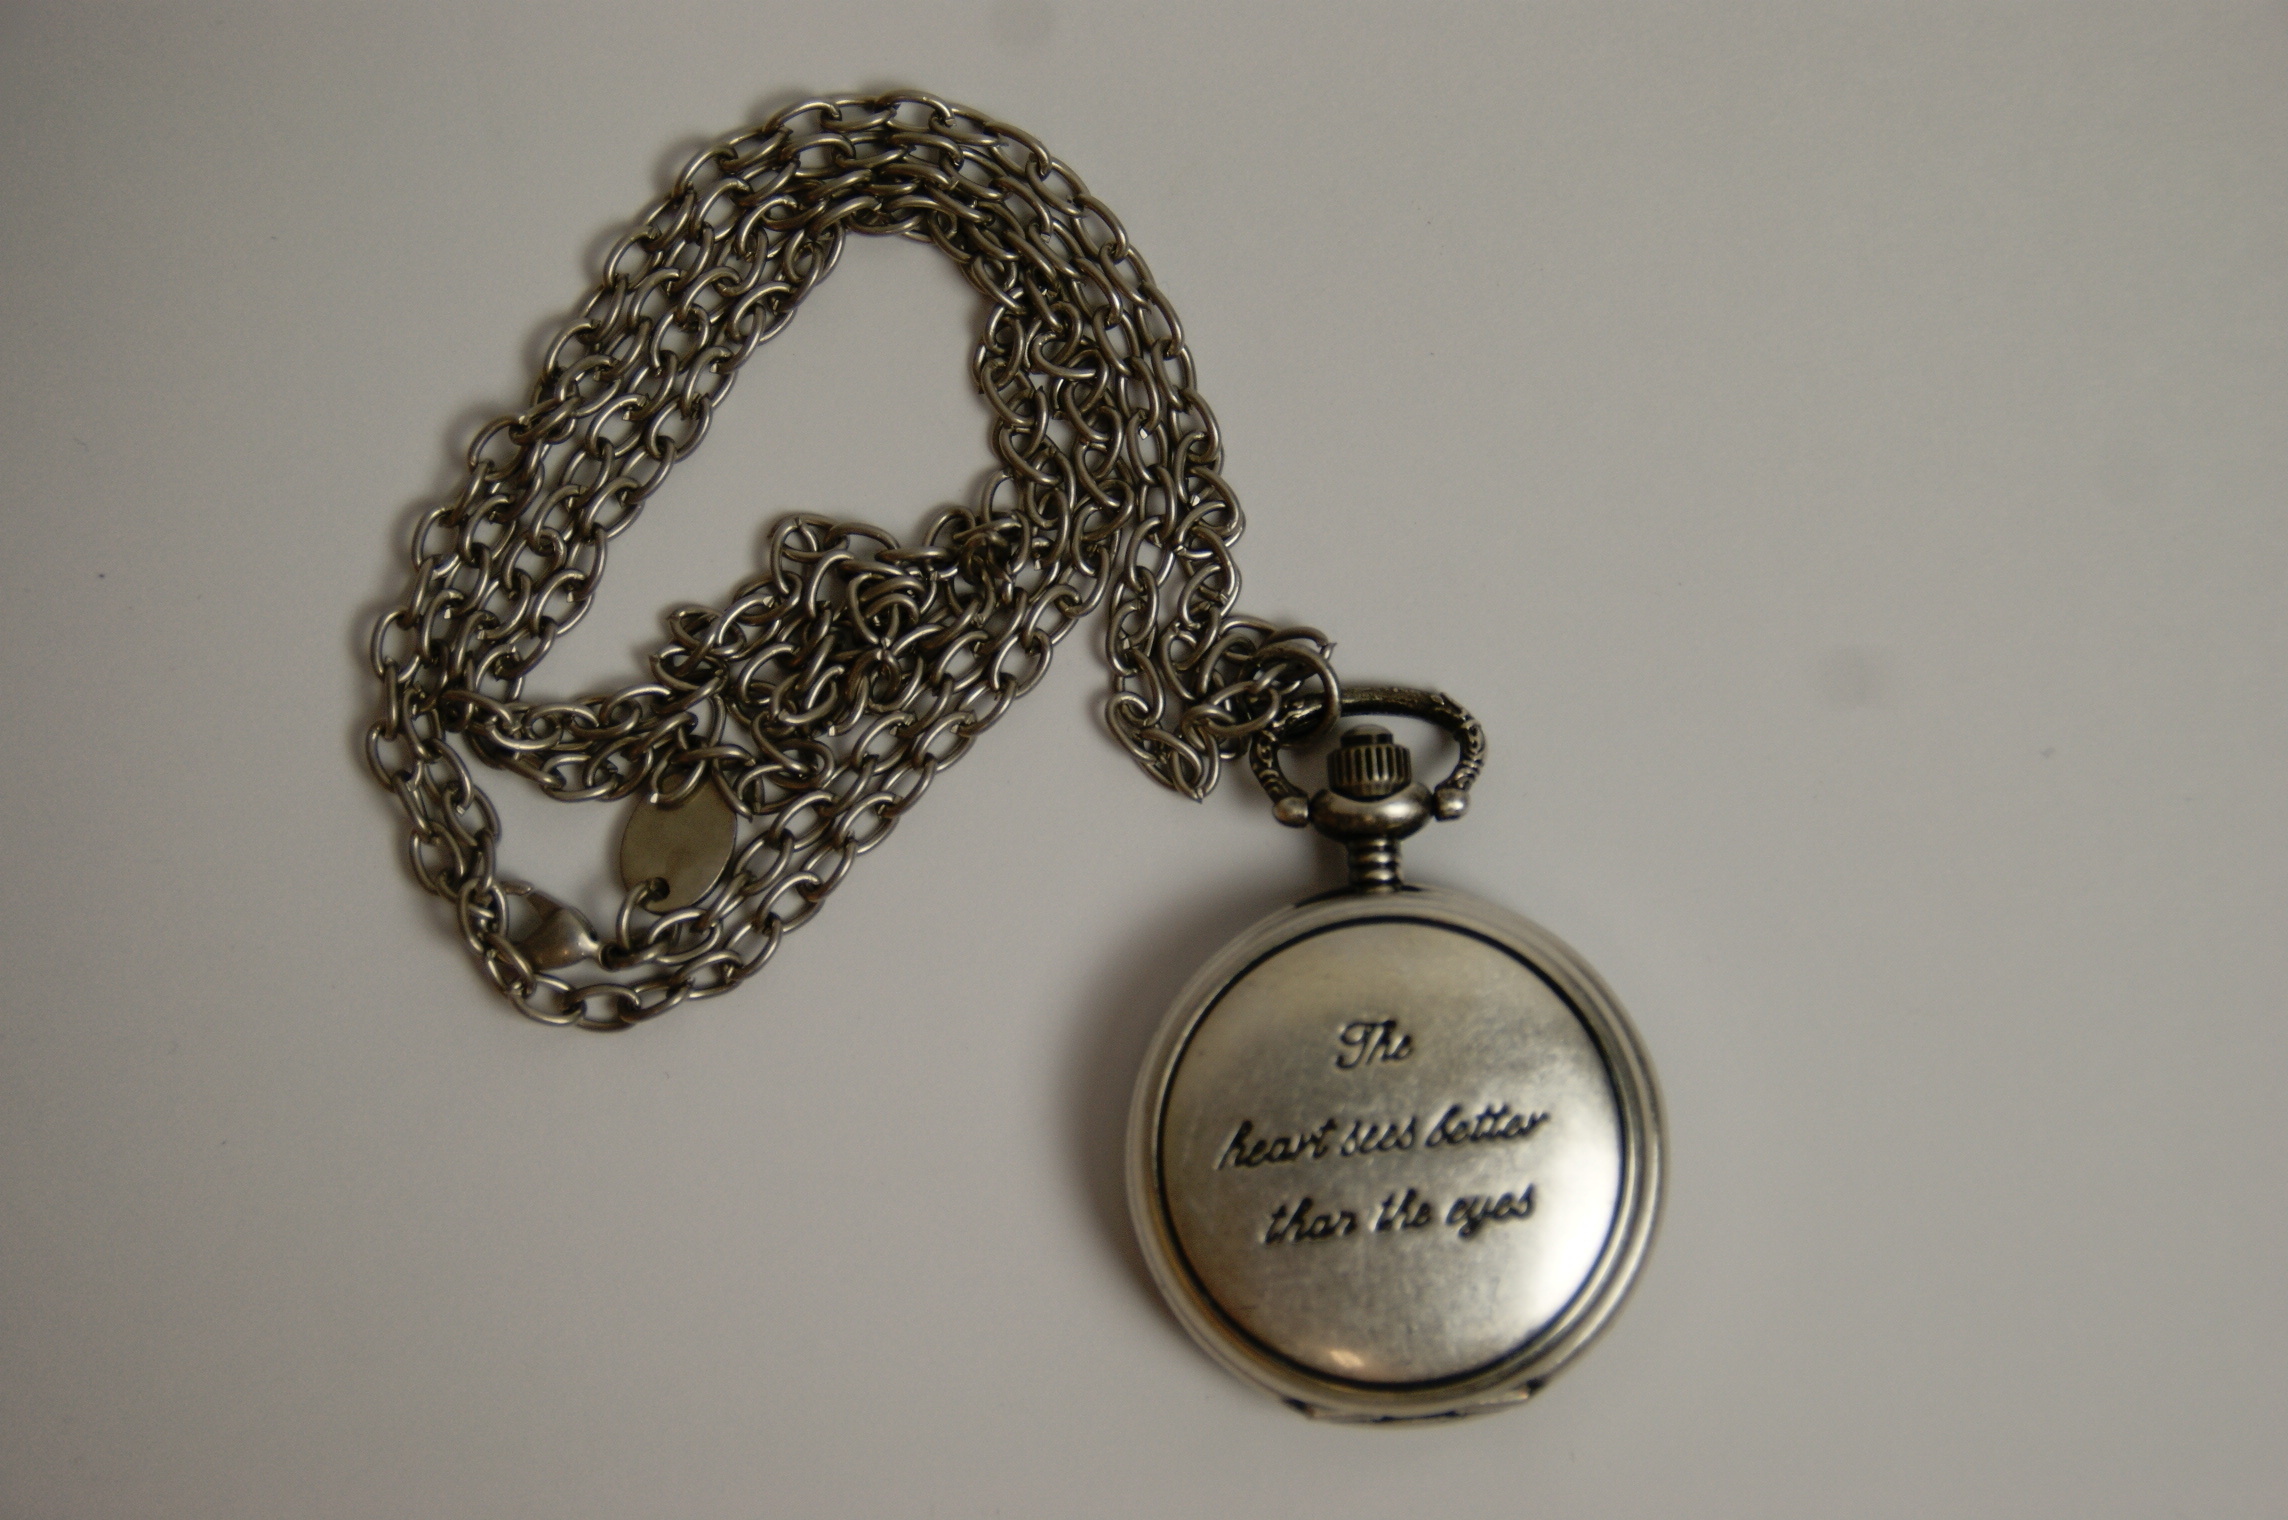 The
heart sees better
than the eyes